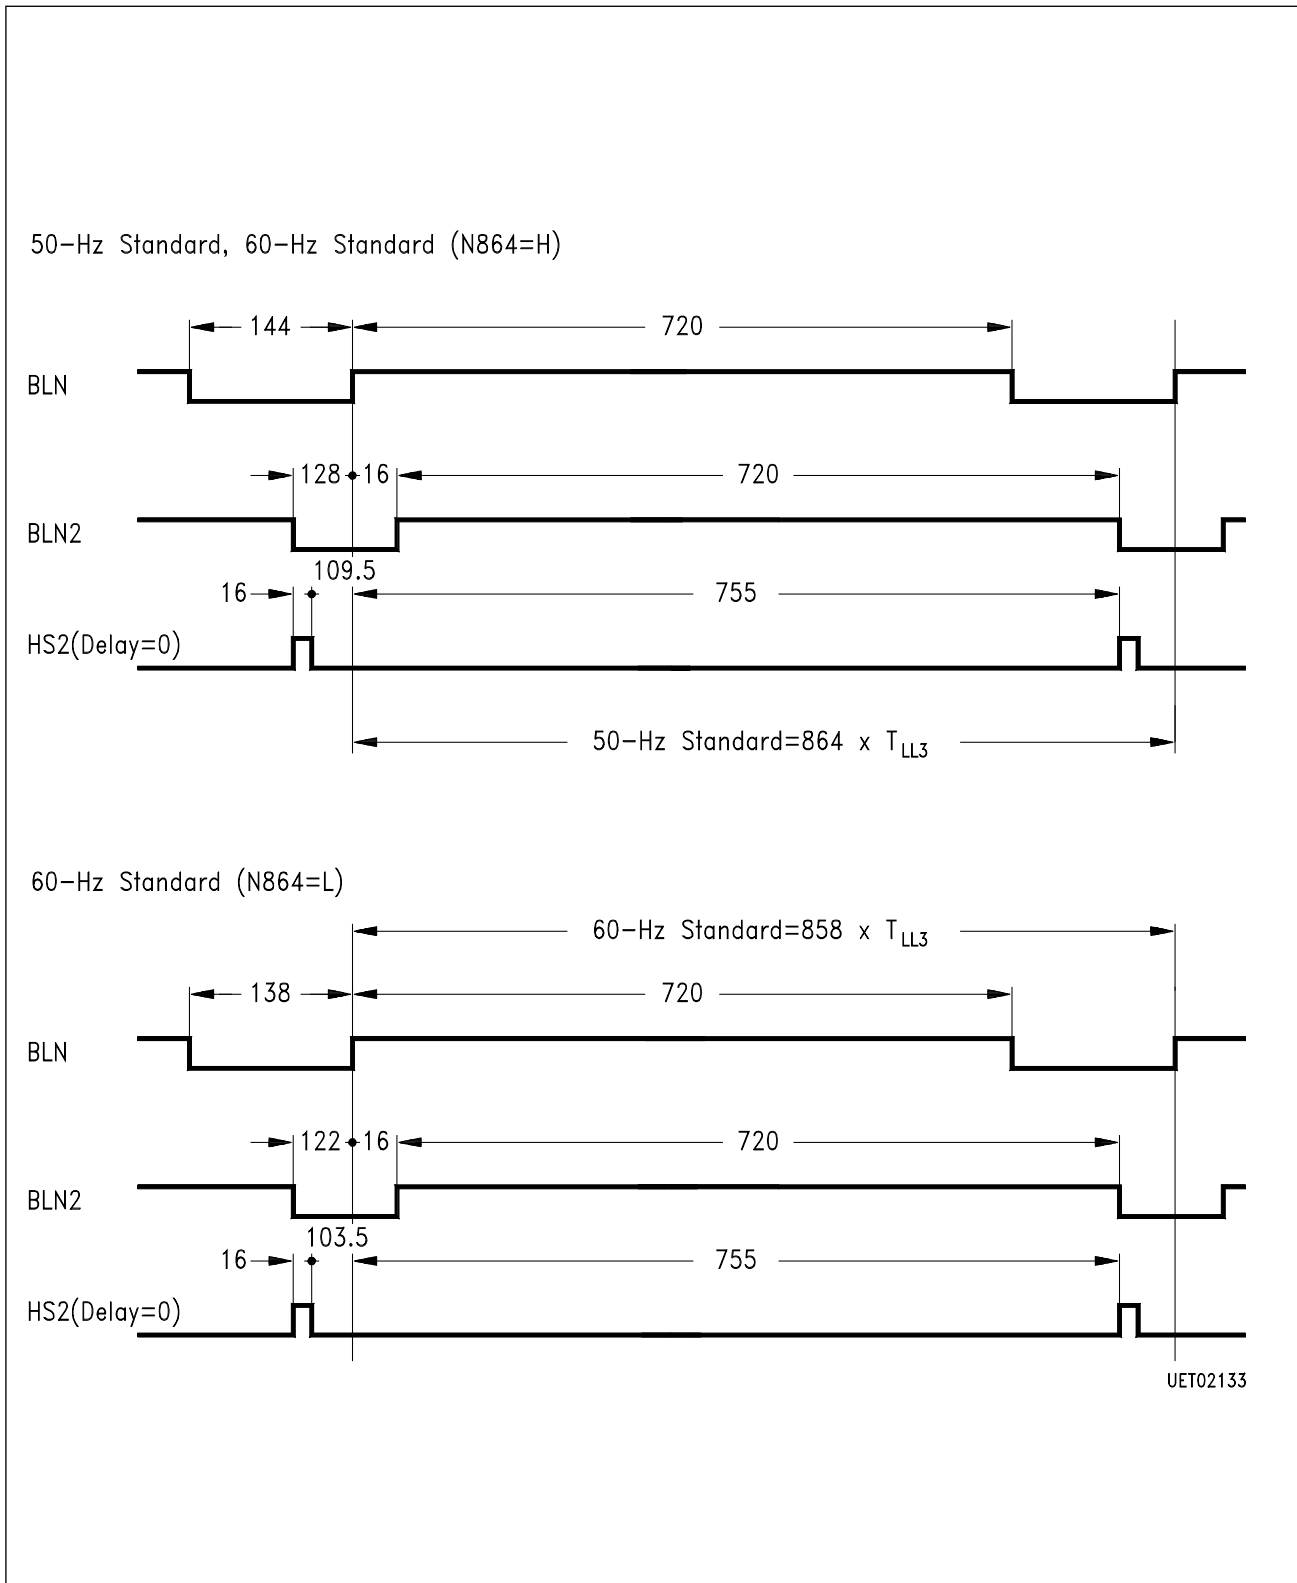 50-Hz Standard, 60-Hz Standard (N864=H)
144
720
BLN
128
16
720
BLN2
109.5
16
755
HS2(Delay=0)
50-Hz Standard=864 x T_LL3
60-Hz Standard (N864=L)
60-Hz Standard=858 x T_LL3
138
720
BLN
122
16
720
BLN2
103.5
16
755
HS2(Delay=0)
UET02133